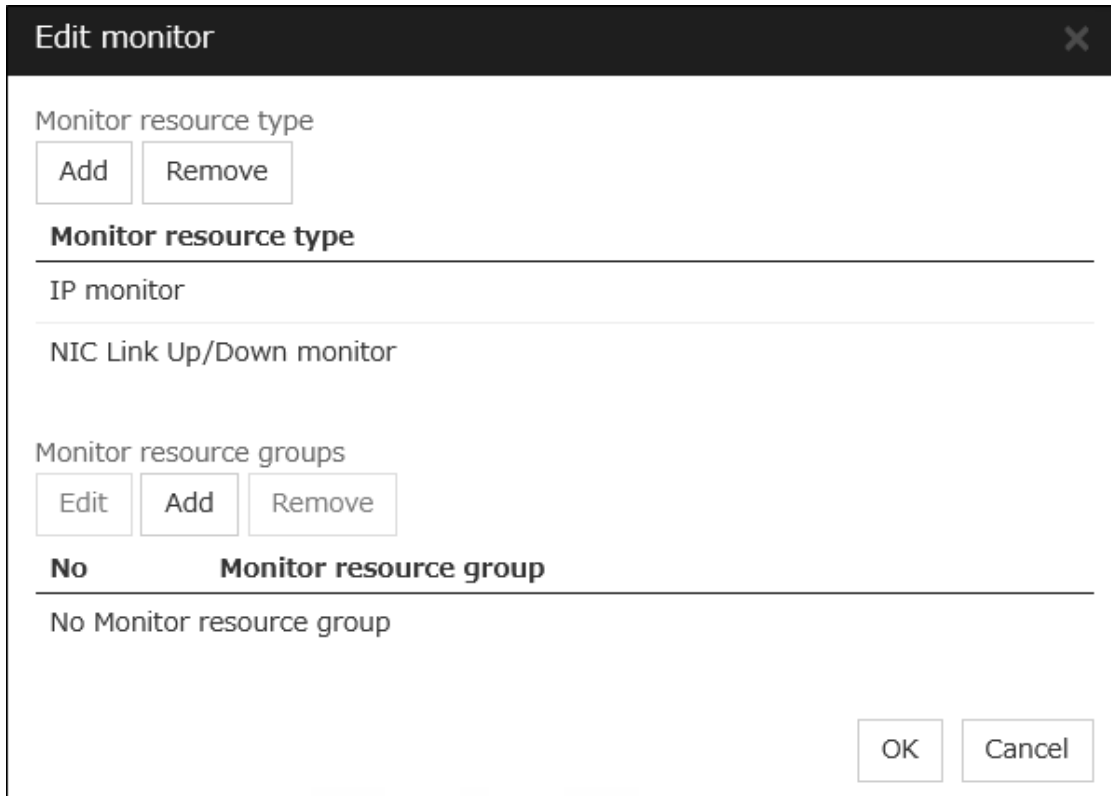 Edit monitor
Monitor resource type
Add Remove
Monitor resource type
IP monitor
NIC Link Up/Down monitor
Monitor resource groups
Edit Add Remove
No Monitor resource group
No Monitor resource group
OK Cancel